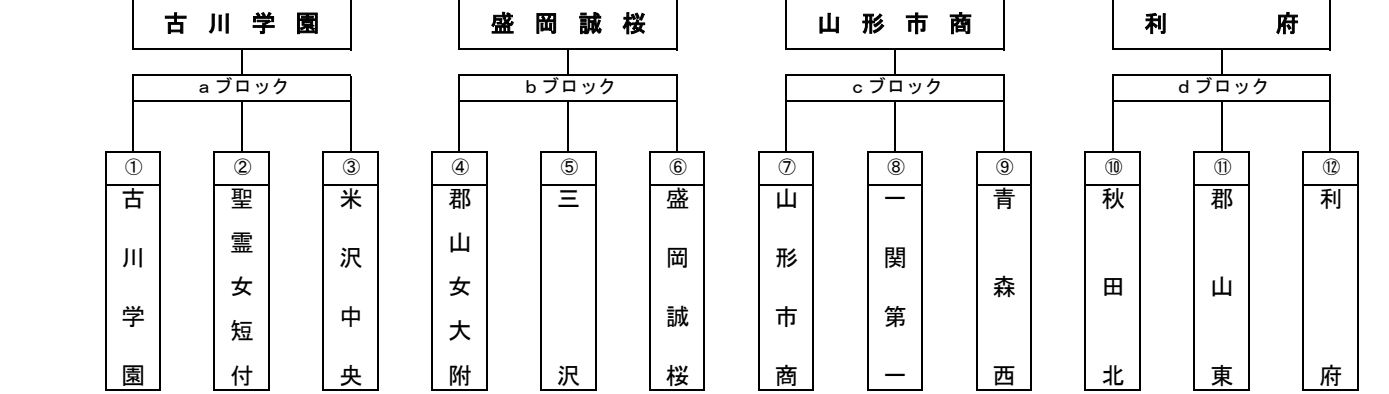 古川学園
盛岡誠桜
山形市商
利府
aブロック
bブロック
cブロック
dブロック
①
②
③
④
⑤
⑥
⑦
⑧
⑨
⑩
⑪
⑫
古川学園
聖霊女短付
米沢中央
郡山女大附
三沢
盛岡誠桜
山形市商
一関第一
青森西
秋田北
郡山東
利府